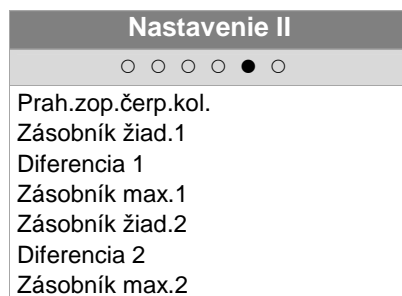 Nastavenie II
○ ○ ○ ○ ● ○
Prah.zop.čerp.kol.
Zásobník žiad.1
Diferencia 1
Zásobník max.1
Zásobník žiad.2
Diferencia 2
Zásobník max.2